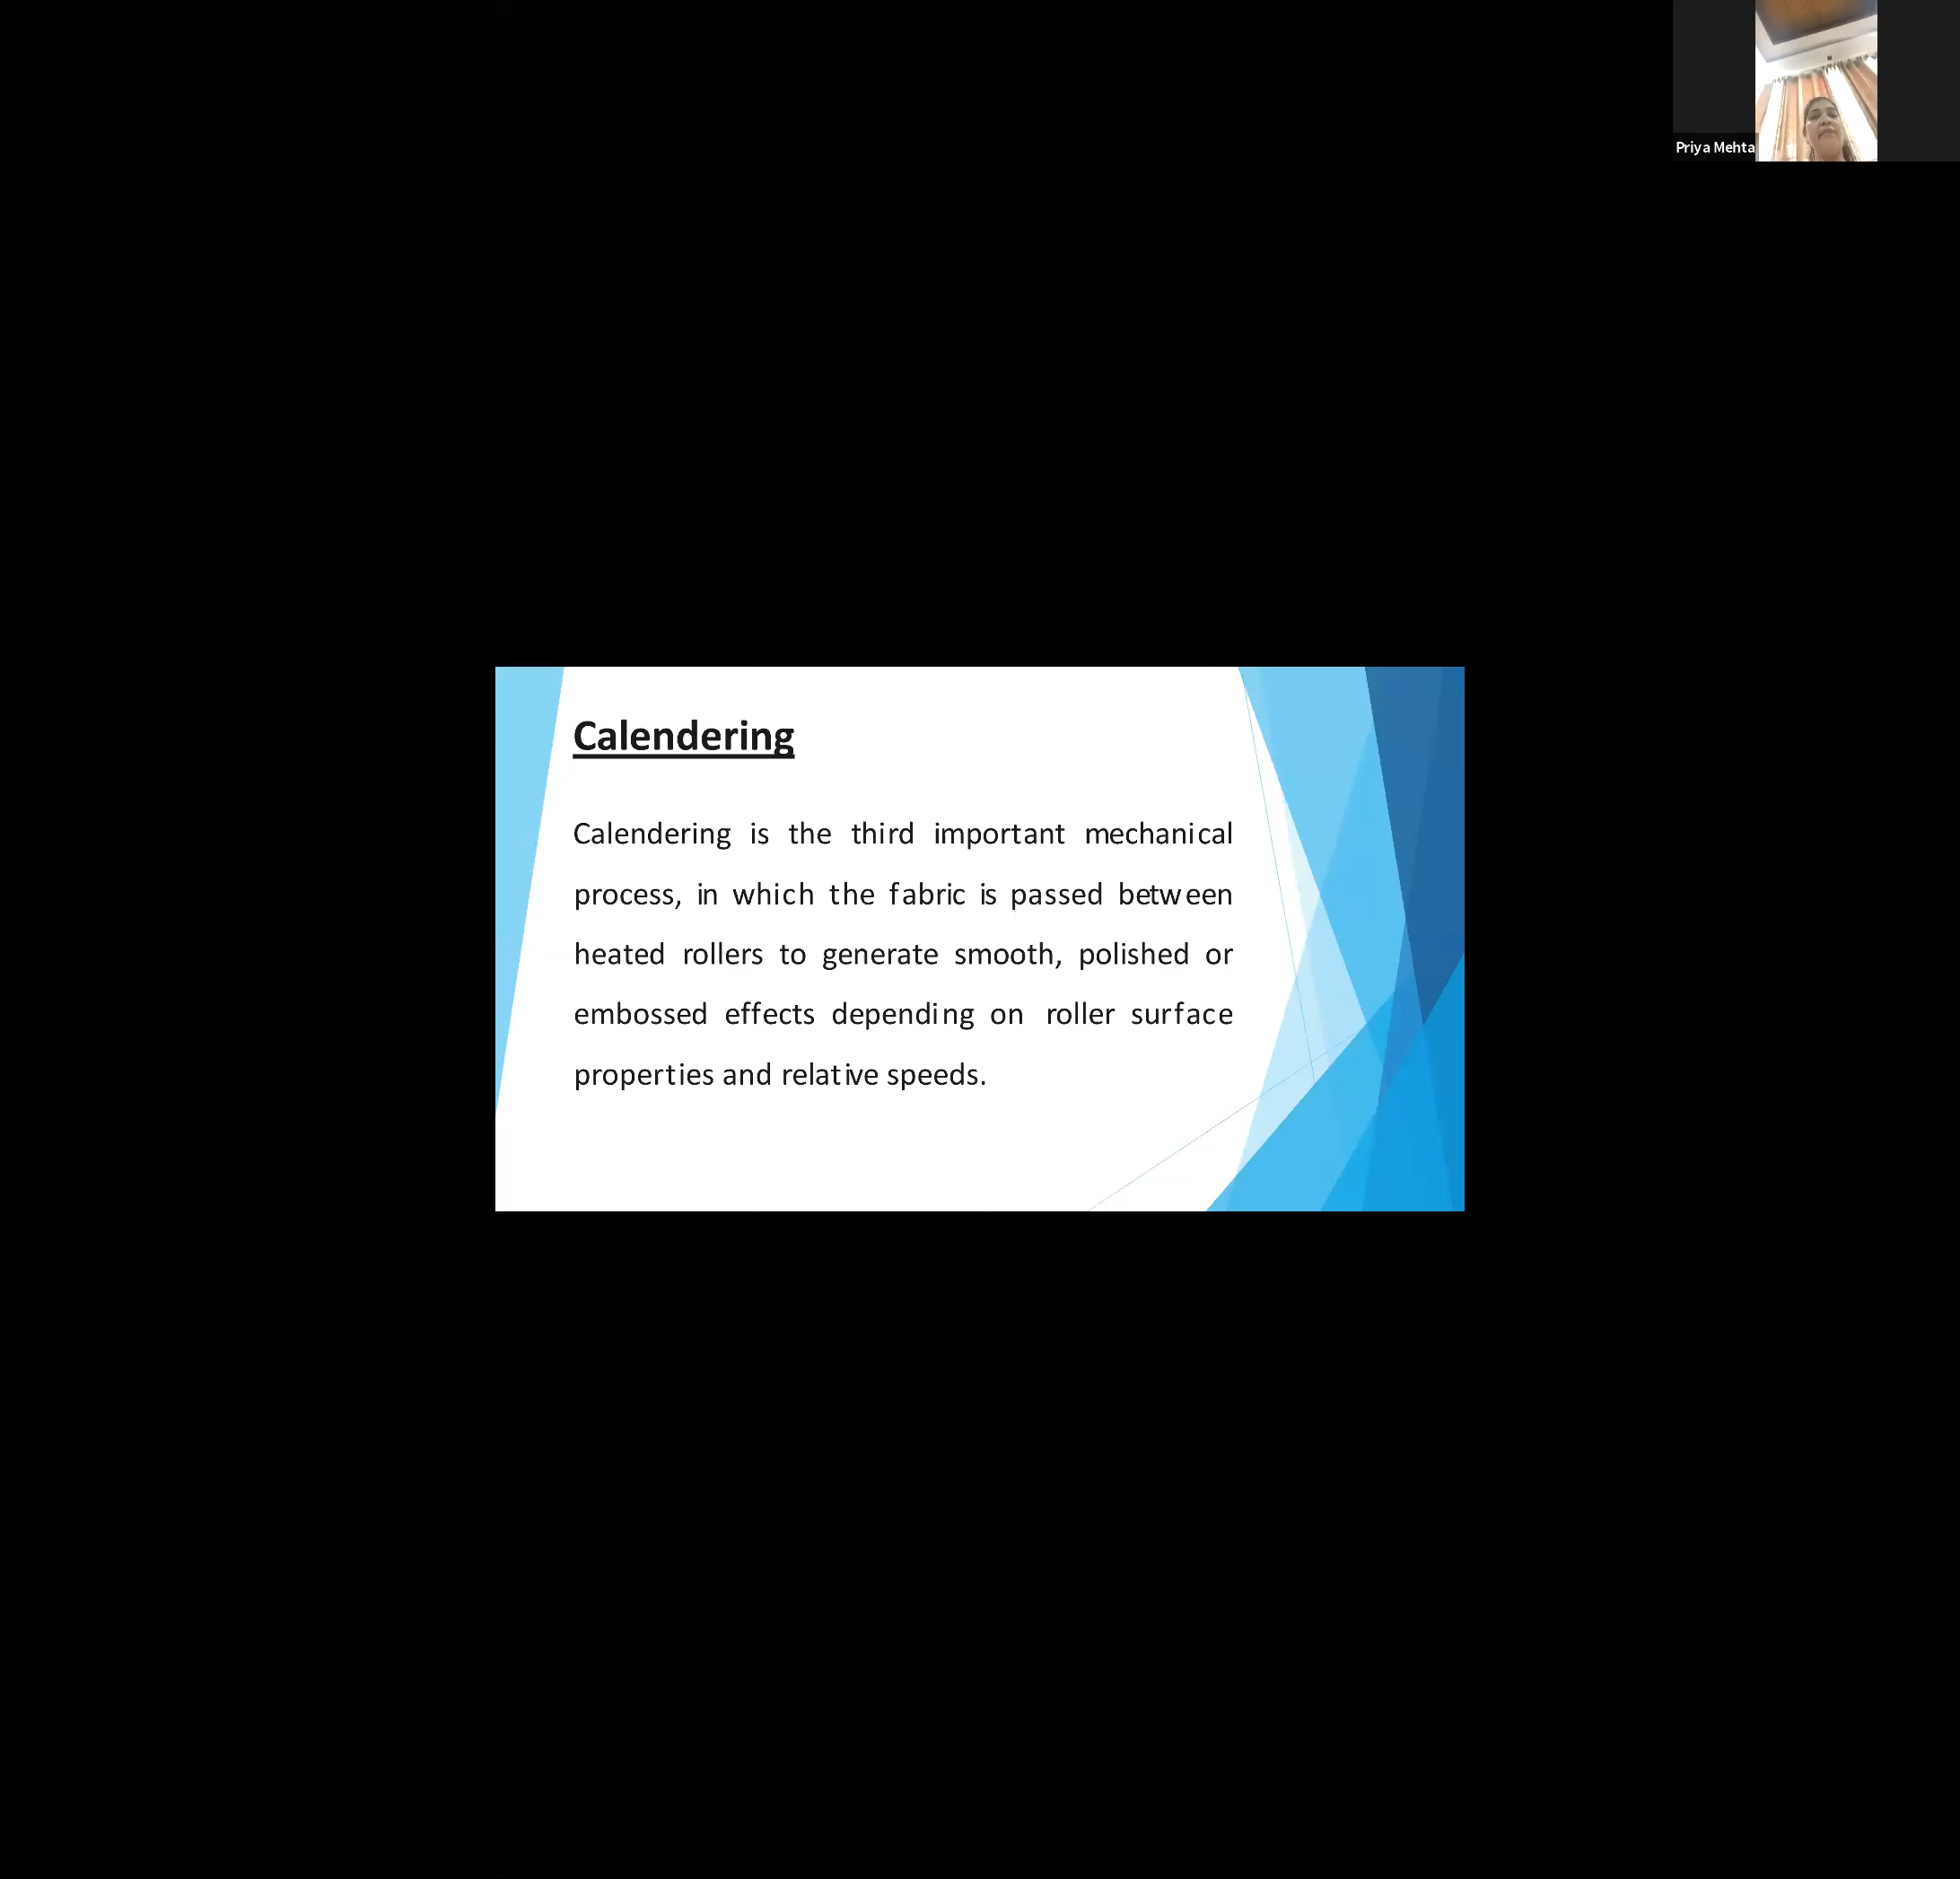 Priya Mehta
Calendering
Calendering is the third important mechanical
process, in which the fabric is passed between
heated rollers to generate smooth, polished or
embossed effects depending on roller surface
properties and relative speeds.